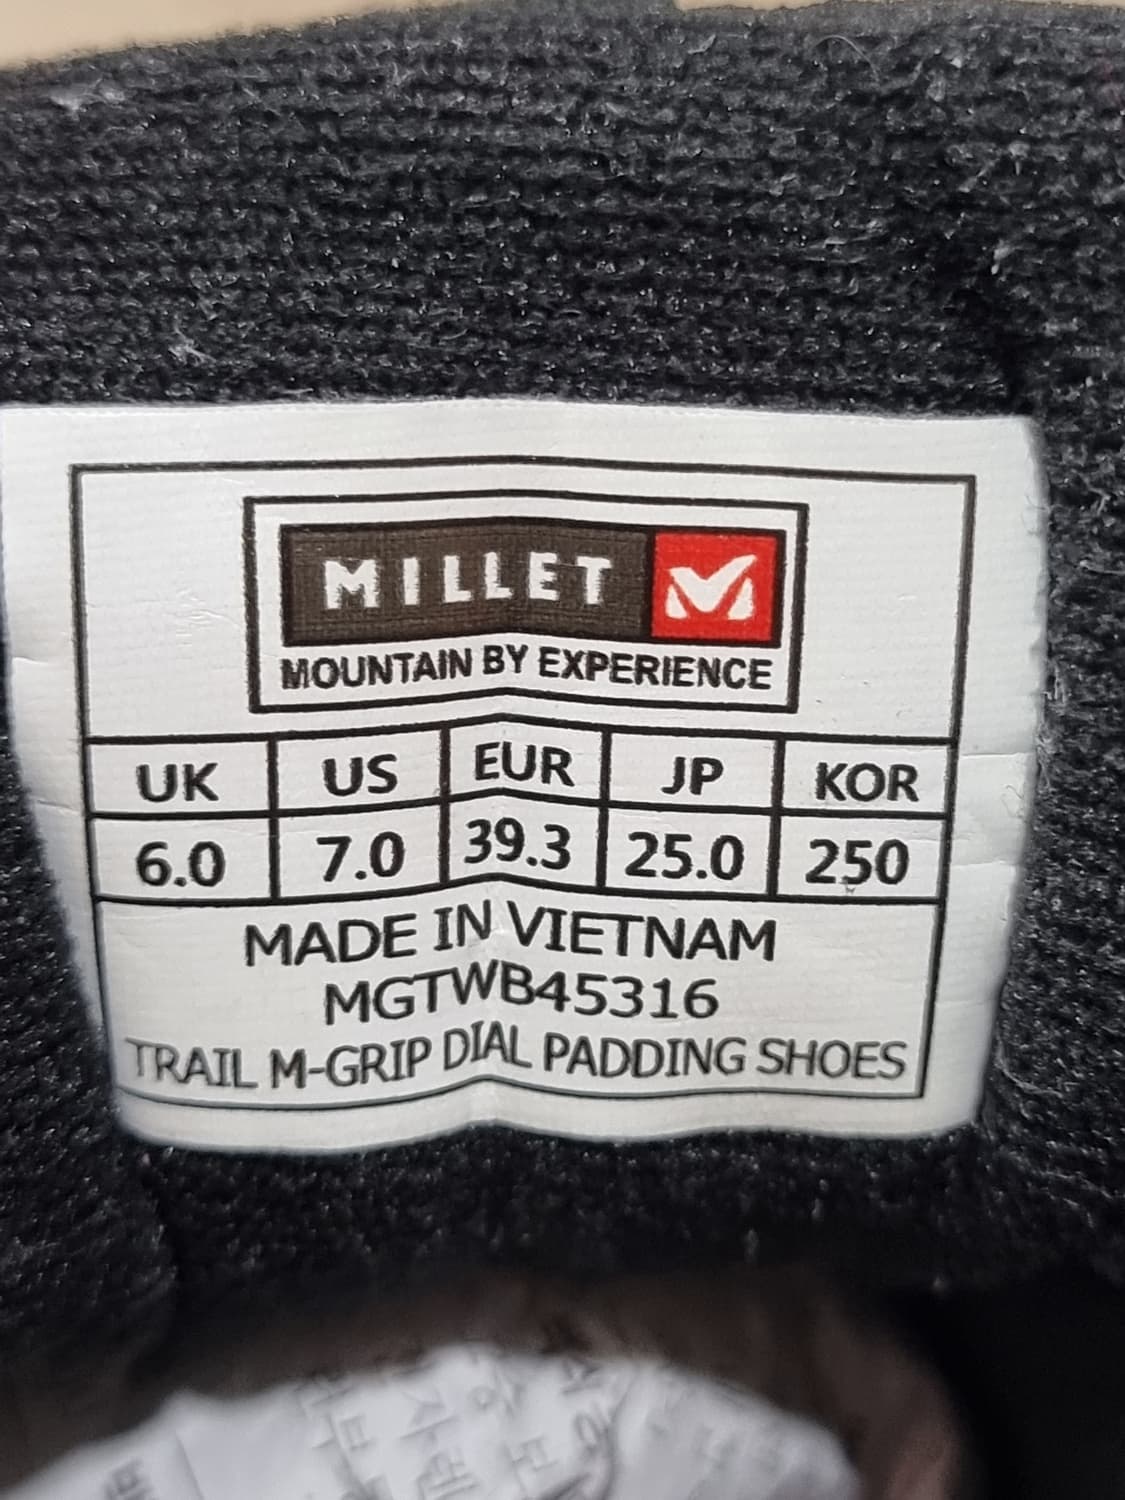 MILLET
MOUNTAIN BY EXPERIENCE
UK US EUR JP KOR
6.0 7.0 39.3 25.0 250
MADE IN VIETNAM
MGTWB45316
TRAIL M-GRIP DIAL PADDING SHOES